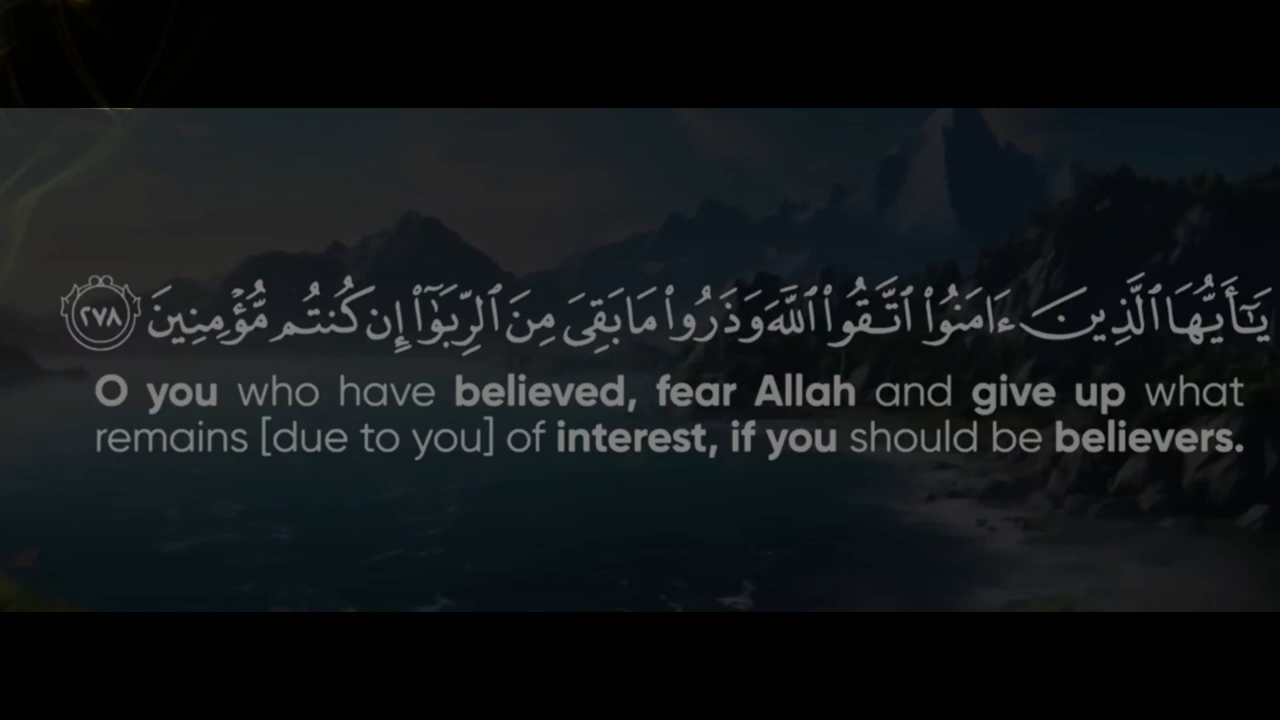 يَـٰٓأَيُّهَا ٱلَّذِينَ ءَامَنُوا۟ ٱتَّقُوا۟ ٱللَّهَ وَذَرُوا۟ مَا بَقِىَ مِنَ ٱلرِّبَوٰٓا۟ إِن كُنتُم مُّؤْمِنِينَ ٢٧٨
O you who have believed, fear Allah and give up what
remains [due to you] of interest, if you should be believers.